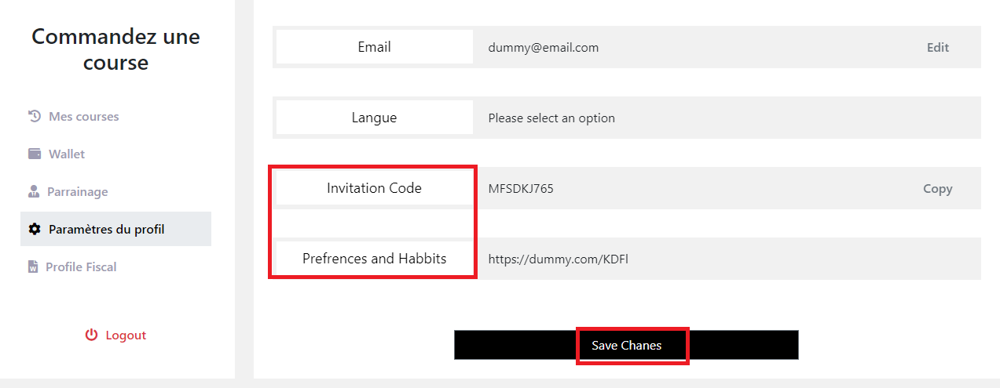 Commandez une
course
Mes courses
Wallet
Parrainage
Paramètres du profil
Profile Fiscal
Logout
Email dummy@email.com Edit
Langue Please select an option
Invitation Code MFSDKJ765 Copy
Prefrences and Habbits https://dummy.com/KDFl
Save Chanes